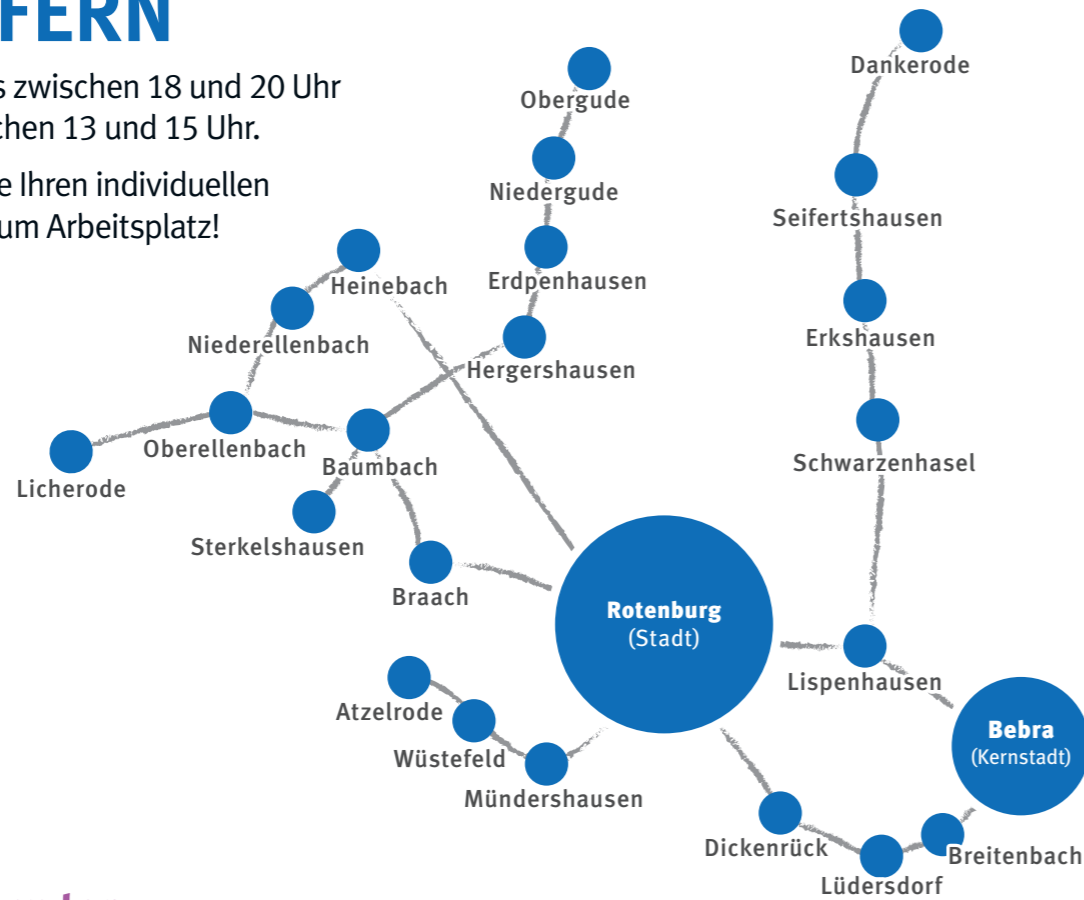 FERN
s zwischen 18 und 20 Uhr
chen 13 und 15 Uhr.
e Ihren individuellen
um Arbeitsplatz!
Dankerode
Obergude
Niedergude
Seifertshausen
Erdpenhausen
Heinebach
Erkshausen
Niederellenbach
Hergershausen
Oberellenbach
Baumbach
Schwarzenhasel
Licherode
Sterkelshausen
Braach
Rotenburg
(Stadt)
Lispenhausen
Atzelrode
Bebra
(Kernstadt)
Wüstefeld
Mündershausen
Dickenrück
Breitenbach
Lüdersdorf